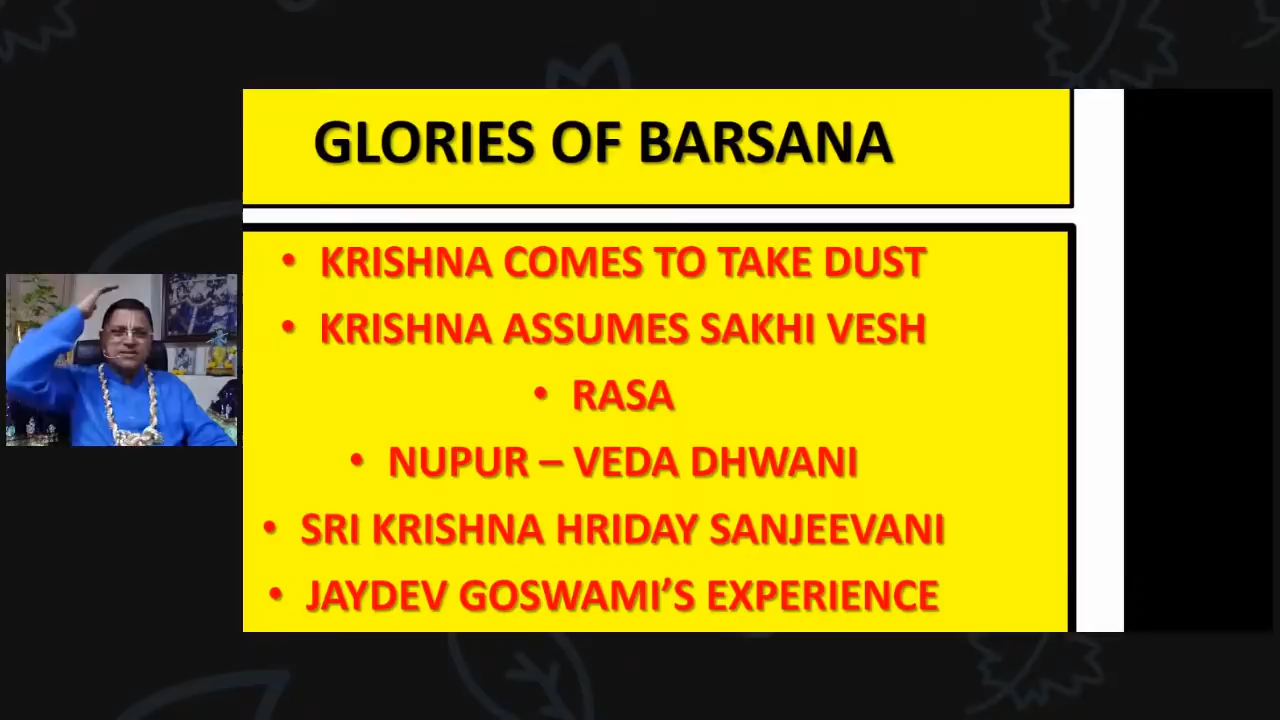 GLORIES OF BARSANA
• KRISHNA COMES TO TAKE DUST
• KRISHNA ASSUMES SAKHI VESH
• RASA
• NUPUR – VEDA DHWANI
• SRI KRISHNA HRIDAY SANJEEVANI
• JAYDEV GOSWAMI’S EXPERIENCE